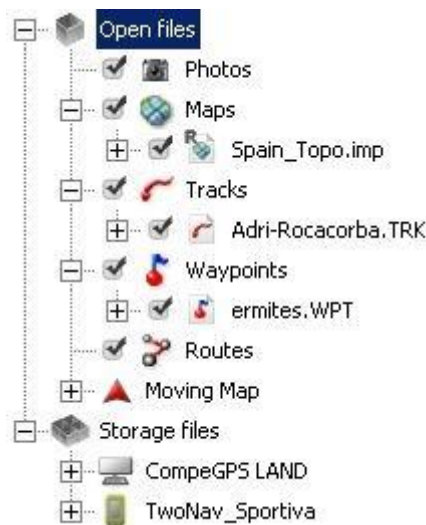 Open files
Photos
Maps
R Spain_Topo.imp
Tracks
Adri-Rocacorba.TRK
Waypoints
ermites.WPT
Routes
Moving Map
Storage files
CompeGPS LAND
TwoNav_Sportiva